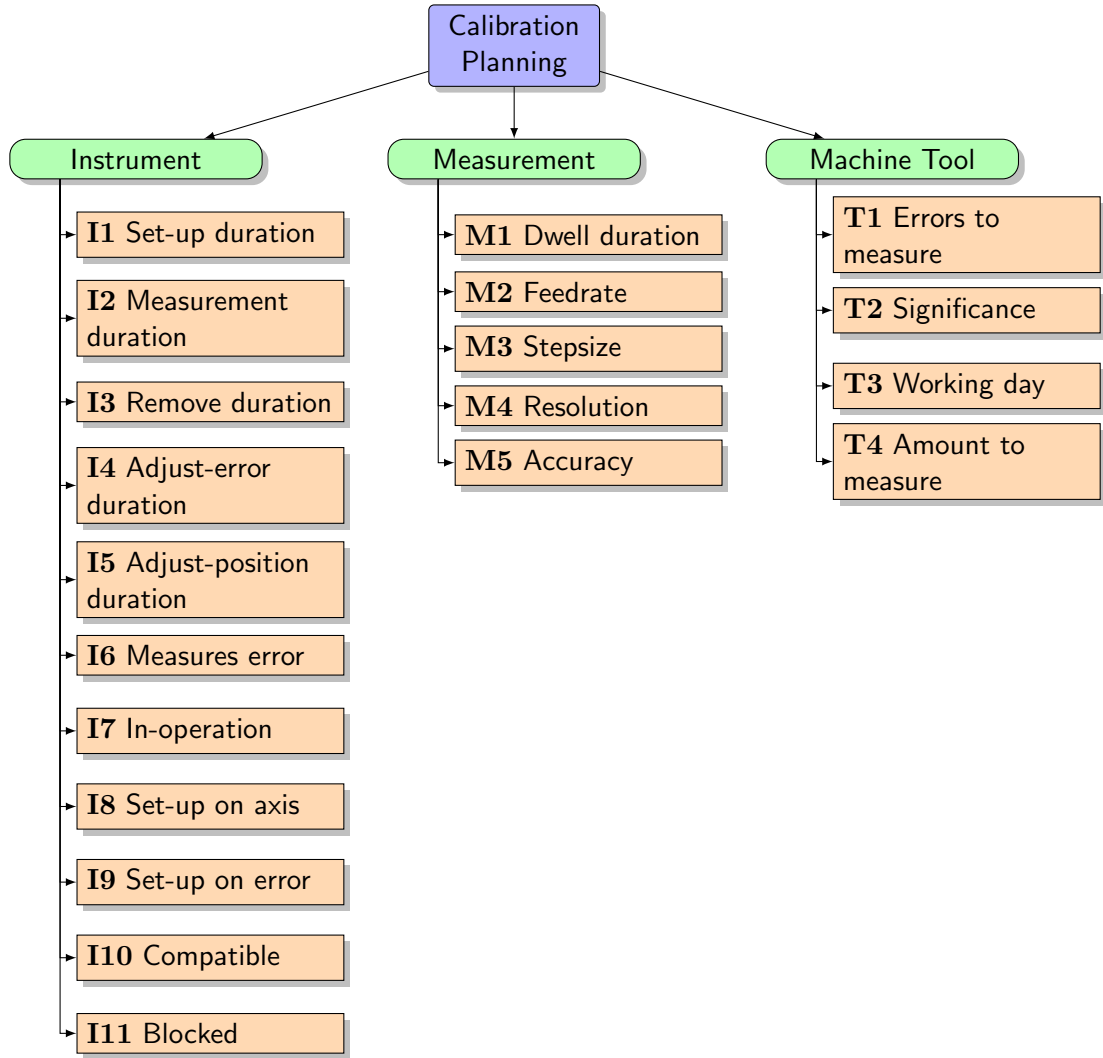 Calibration
Planning
Instrument
I1 Set-up duration
I2 Measurement
duration
I3 Remove duration
I4 Adjust-error
duration
I5 Adjust-position
duration
I6 Measures error
I7 In-operation
I8 Set-up on axis
I9 Set-up on error
I10 Compatible
I11 Blocked
Measurement
M1 Dwell duration
M2 Feedrate
M3 Stepsize
M4 Resolution
M5 Accuracy
Machine Tool
T1 Errors to
measure
T2 Significance
T3 Working day
T4 Amount to
measure